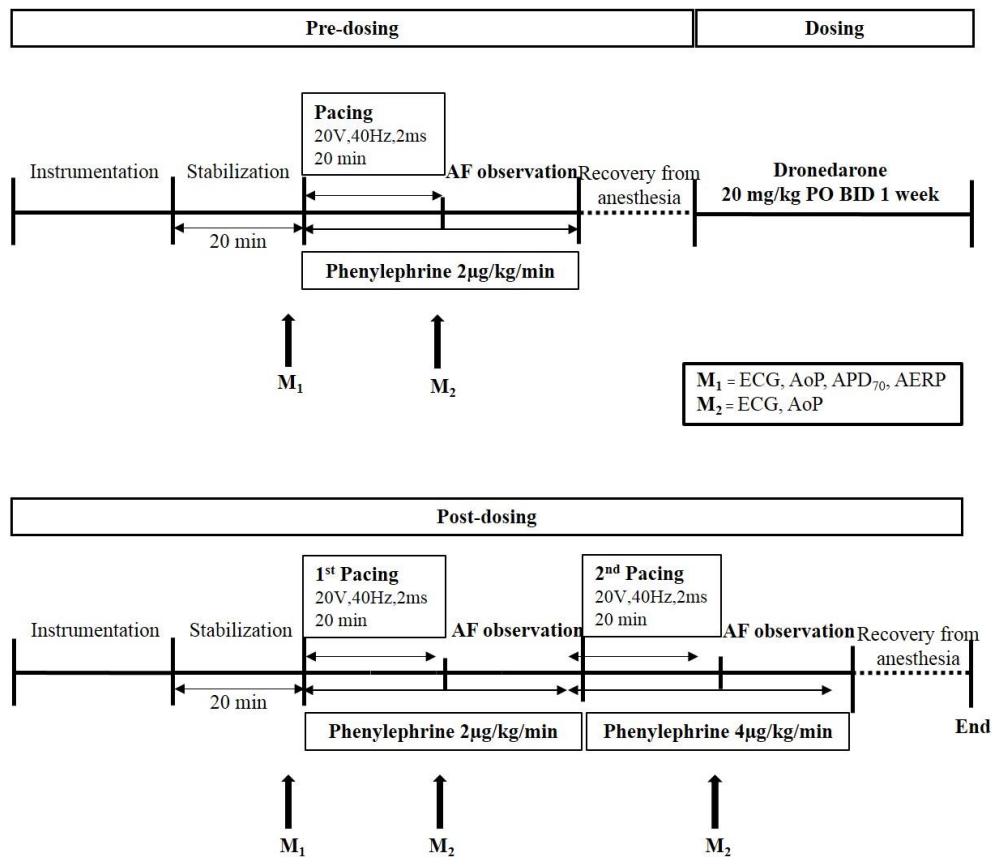 Pre-dosing
Dosing
Pacing
20V,40Hz,2ms
20 min
Instrumentation
Stabilization
AF observation
Recovery from
anesthesia
Dronedarone
20 mg/kg PO BID 1 week
20 min
Phenylephrine 2µg/kg/min
M₁
M₂
M₁ = ECG, AoP, APD₇₀, AERP
M₂ = ECG, AoP
Post-dosing
1st Pacing
20V,40Hz,2ms
20 min
2nd Pacing
20V,40Hz,2ms
20 min
Instrumentation
Stabilization
AF observation
AF observation
Recovery from
anesthesia
20 min
Phenylephrine 2µg/kg/min
Phenylephrine 4µg/kg/min
End
M₁
M₂
M₂